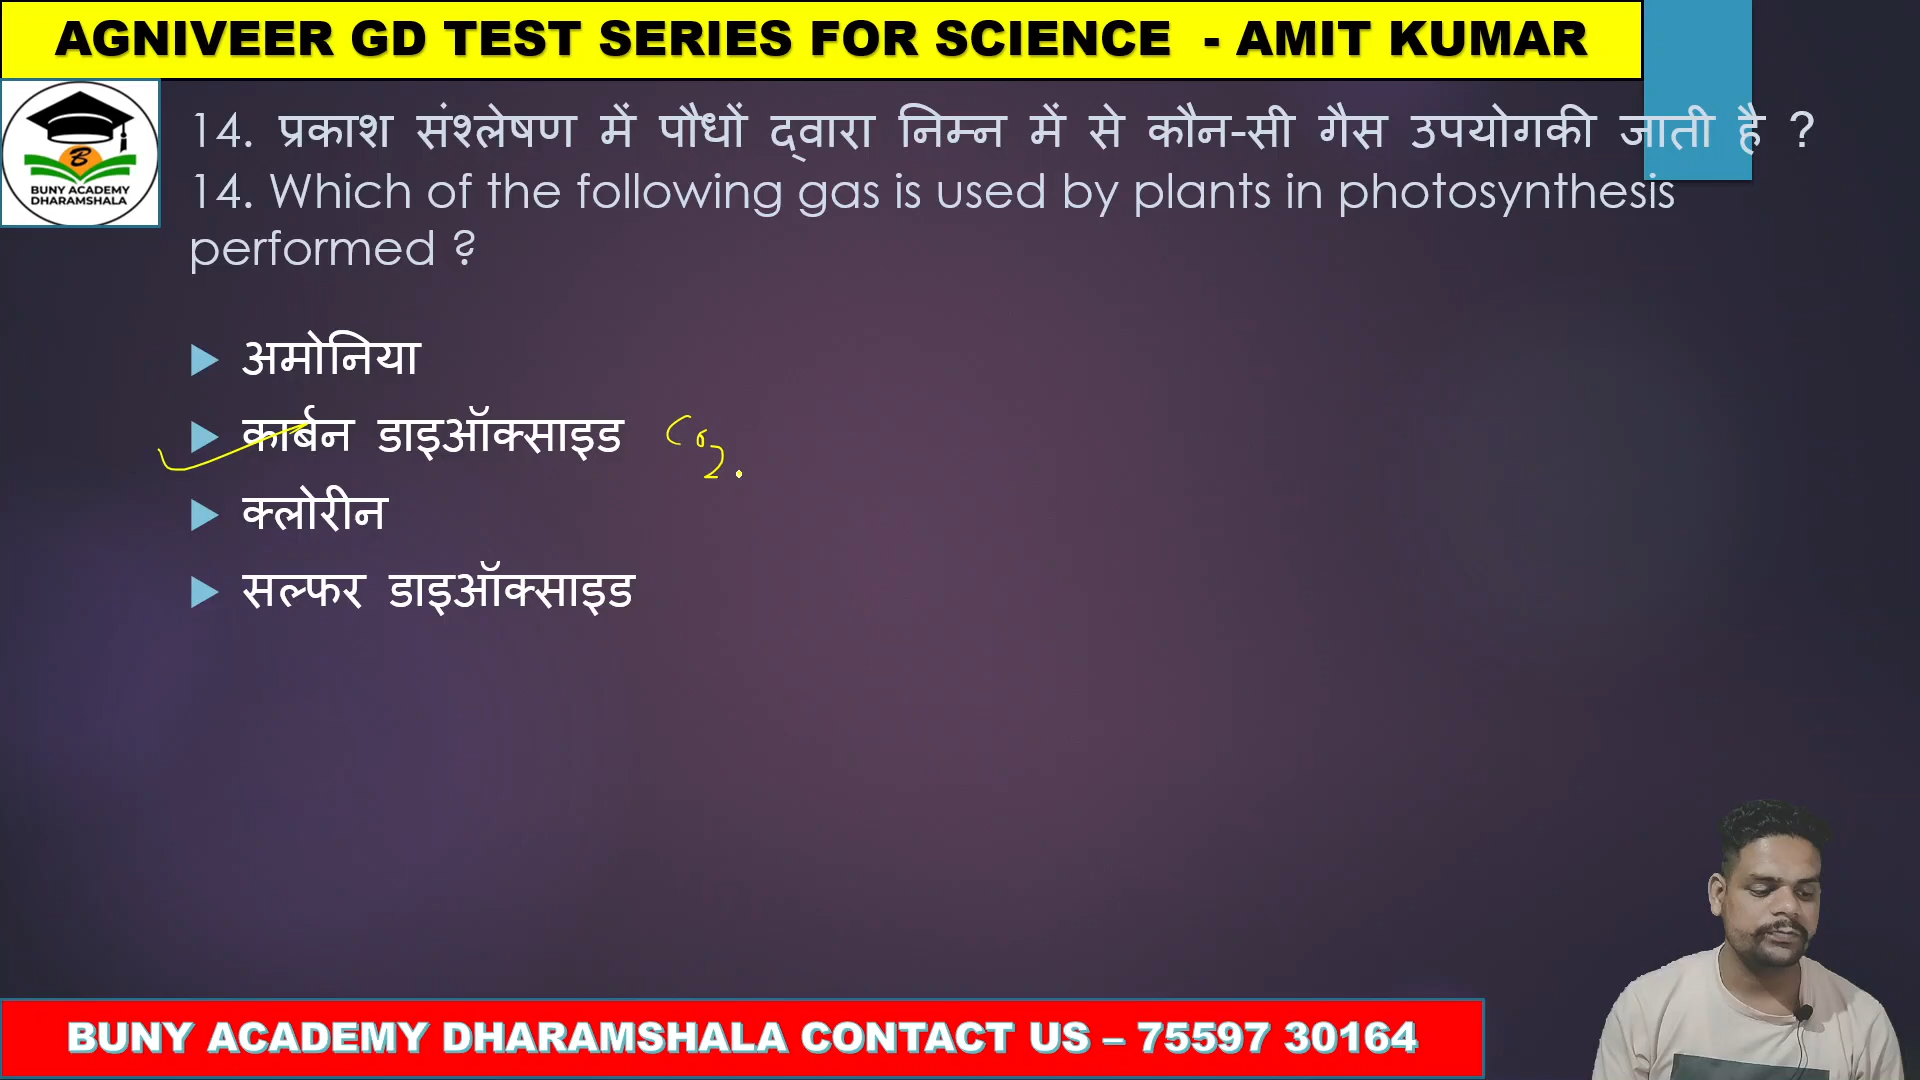 AGNIVEER GD TEST SERIES FOR SCIENCE - AMIT KUMAR
BUNY ACADEMY
DHARAMSHALA
14. प्रकाश संश्लेषण में पौधों द्वारा निम्न में से कौन-सी गैस उपयोगकी जाती है ?
14. Which of the following gas is used by plants in photosynthesis
performed ?
अमोनिया
कार्बन डाइऑक्साइड CO2.
क्लोरीन
सल्फर डाइऑक्साइड
BUNY ACADEMY DHARAMSHALA CONTACT US – 75597 30164